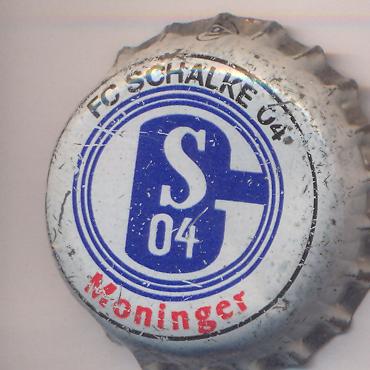 FC SCHALKE 04
S
04
Moninger